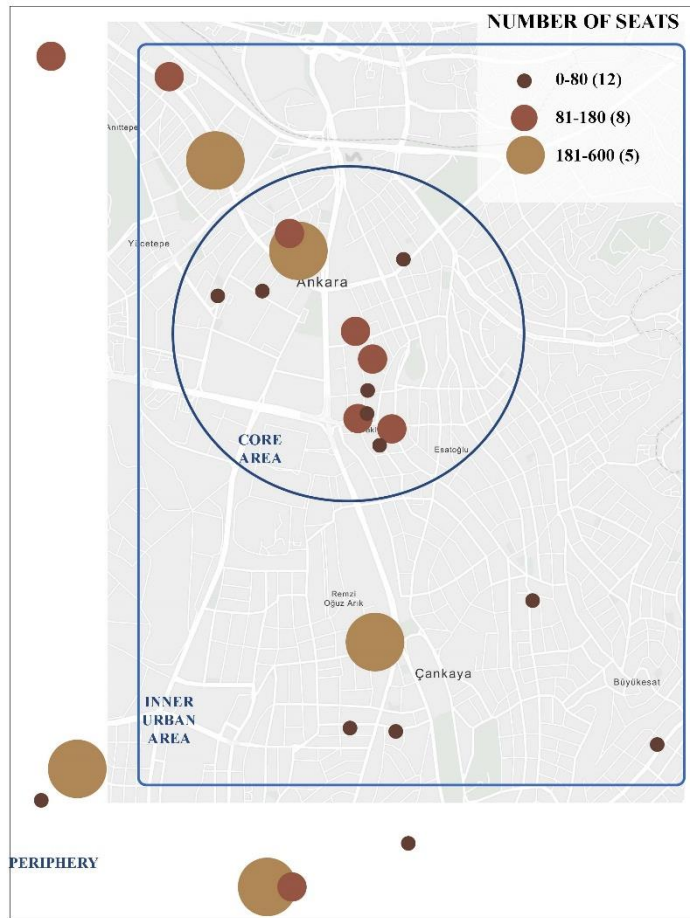 NUMBER OF SEATS
0-80 (12)
81-180 (8)
181-600 (5)
Anıttepe
Yücetepe
Ankara
CORE
AREA
Esatoğlu
Remzi
Oğuz Arık
Çankaya
Büyükesat
INNER
URBAN
AREA
PERIPHERY